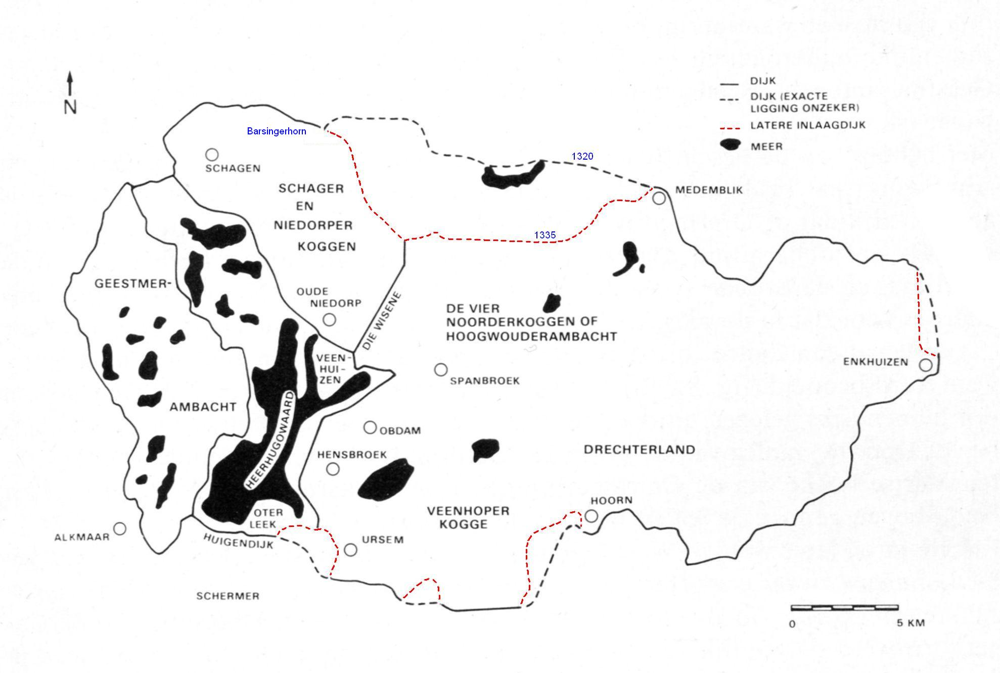 N
DIJK
DIJK (EXACTE
LIGGING ONZEKER)
LATERE INLAAGDIJK
MEER
Barsingerhorn
SCHAGEN
1320
MEDEMBLIK
SCHAGER
EN
NIEDORPER
KOGGEN
1335
GEESTMER-
AMBACHT
OUDE
NIEDORP
DIE WISENE
DE VIER
NOORDERKOGGEN OF
HOOGWOUDERAMBACHT
VEEN-
HUI-
ZEN
SPANBROEK
ENKHUIZEN
HEERHUGOWAARD
OBDAM
HENSBROEK
DRECHTERLAND
VEENHOPER
KOGGE
HOORN
OTER
LEEK
ALKMAAR
HUIGENDIJK
URSEM
SCHERMER
0
5 KM